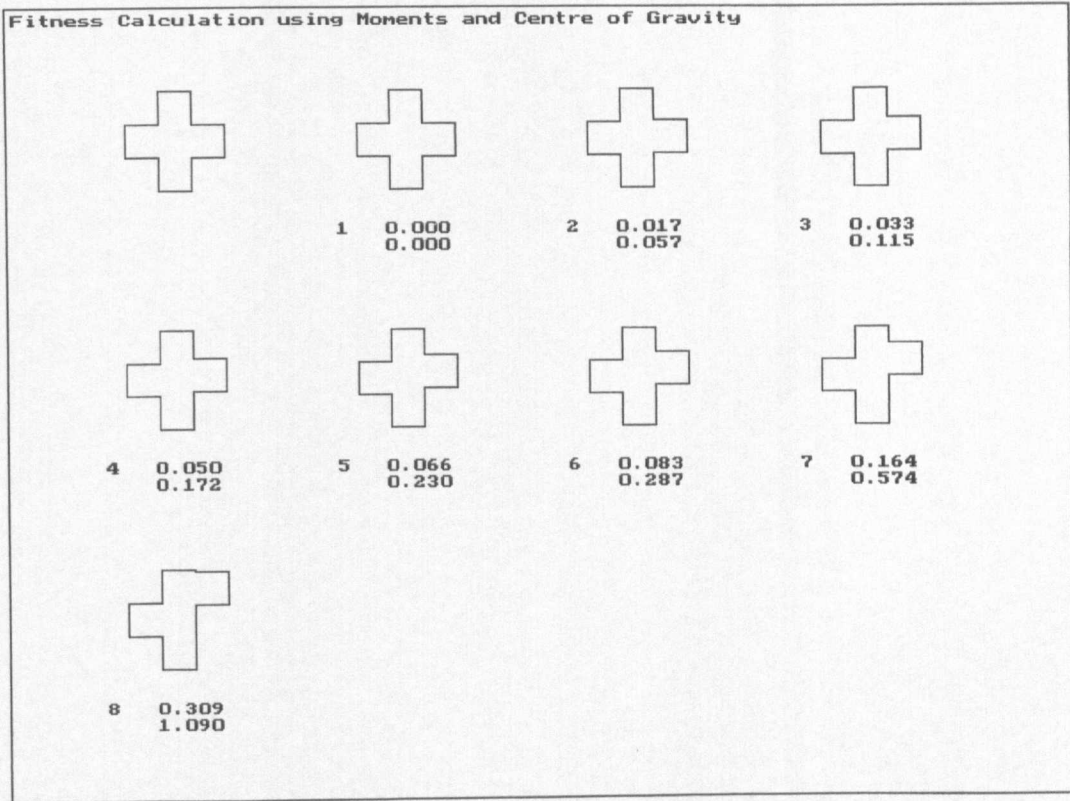 Fitness Calculation using Moments and Centre of Gravity
1 0.000 2 0.017 3 0.033
0.000 0.057 0.115
4 0.050 5 0.066 6 0.083 7 0.164
0.172 0.230 0.287 0.574
8 0.309
1.090